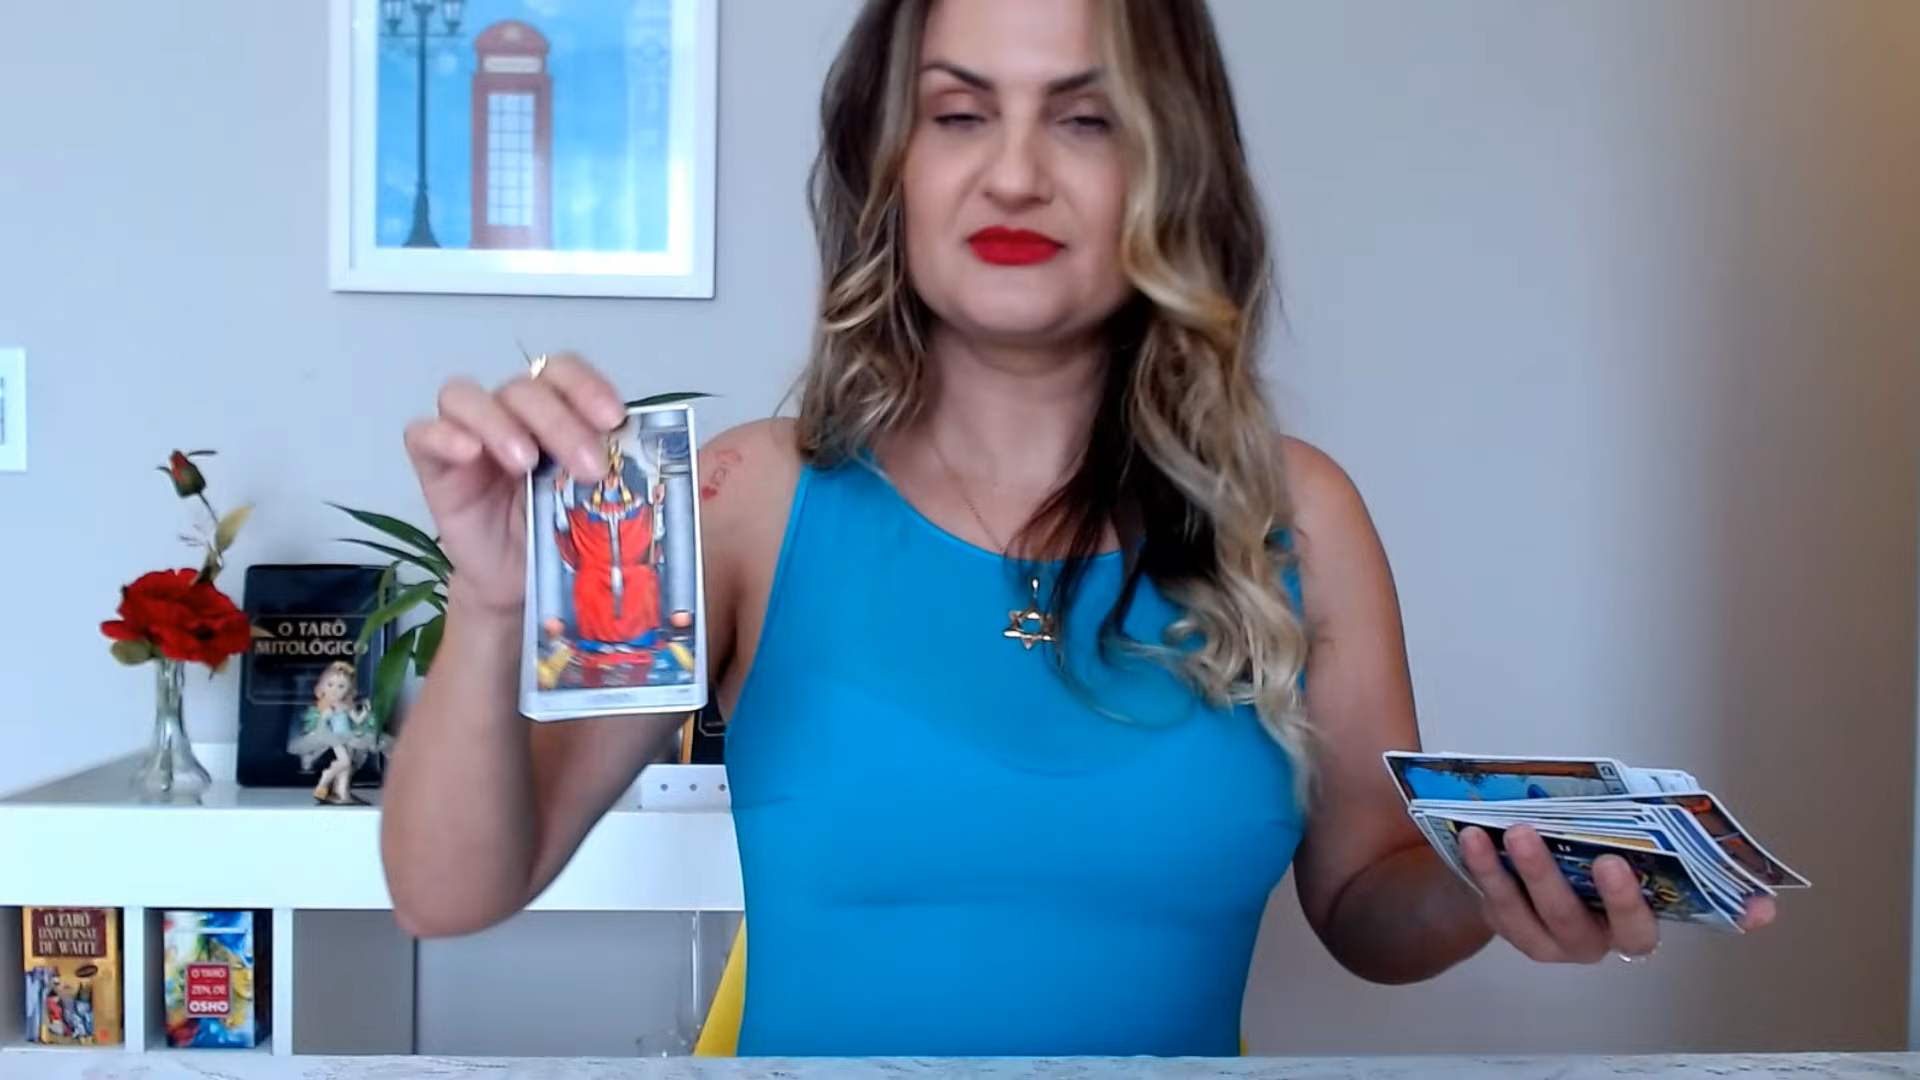 O TARÔ
MITOLÓGICO
O TARÔ
UNIVERSAL
DE WAITE
O TARÔ
ZEN, DE
OSHO